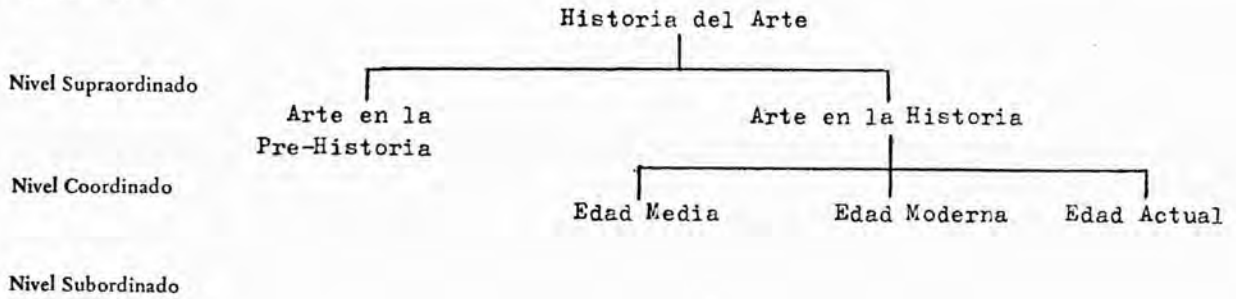 Historia del Arte
Nivel Supraordinado
Arte en la
Pre-Historia
Arte en la Historia
Nivel Coordinado
Edad Media
Edad Moderna
Edad Actual
Nivel Subordinado